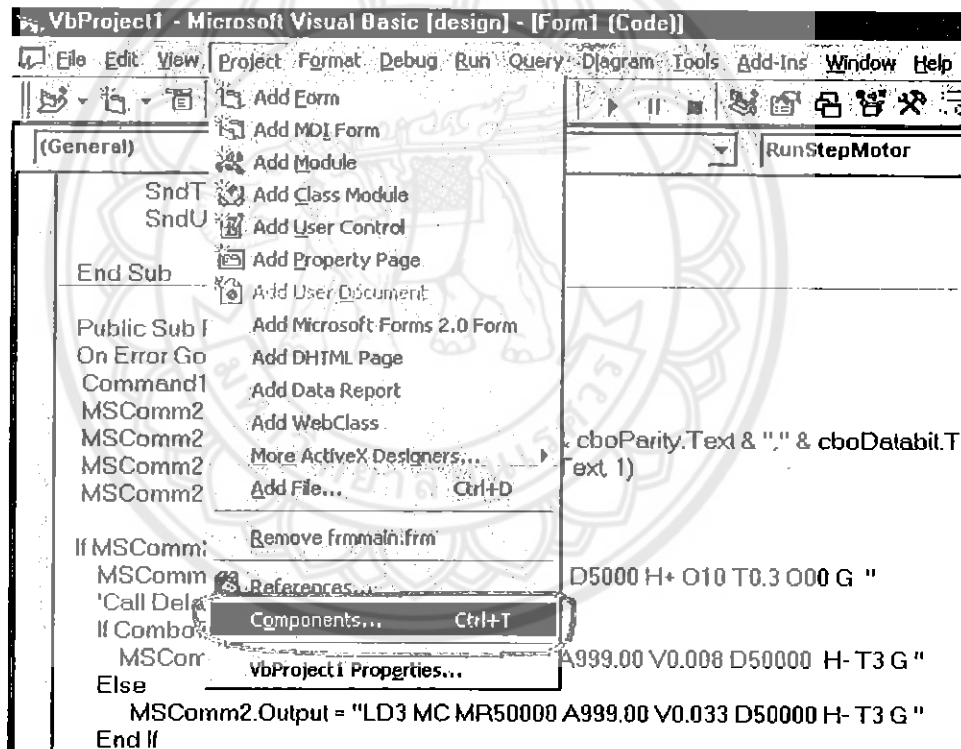 VbProject1 - Microsoft Visual Basic [design] - [Form1 (Code)]
File Edit View Project Format Debug Run Query Diagram Tools Add-Ins Window Help
(General)
RunStepMotor
Add Form
Add MDI Form
Add Module
Add Class Module
Add User Control
Add Property Page
Add User Document
Add Microsoft Forms 2.0 Form
Add DHTML Page
Add Data Report
Add WebClass
More ActiveX Designers...
Add File... Ctrl+D
Remove frmmain.frm
References...
Components... Ctrl+T
VbProject1 Properties...
SndT
SndU
End Sub
Public Sub
On Error Go
Command1
MSComm2
MSComm2 cboParity.Text & "," & cboDatabit.T
MSComm2 Text, 1)
MSComm2
If MSComm
MSComm D5000 H+ O10 T0.3 O00 G "
'Call Dela
If Combo
MSCom A999.00 V0.008 D50000 H- T3 G "
Else
MSComm2.Output = "LD3 MC MR50000 A999.00 V0.033 D50000 H- T3 G "
End If